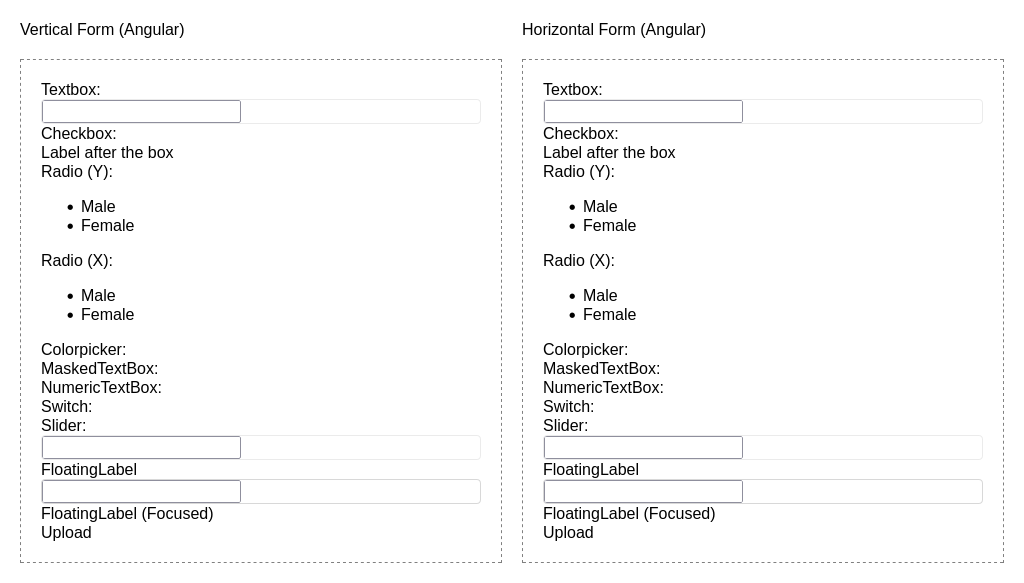 Vertical Form (Angular)
Textbox:
Checkbox:
Label after the box
Radio (Y):
Male
Female
Radio (X):
Male
Female
Colorpicker:
MaskedTextBox:
NumericTextBox:
Switch:
Slider:
FloatingLabel
FloatingLabel (Focused)
Upload
Horizontal Form (Angular)
Textbox:
Checkbox:
Label after the box
Radio (Y):
Male
Female
Radio (X):
Male
Female
Colorpicker:
MaskedTextBox:
NumericTextBox:
Switch:
Slider:
FloatingLabel
FloatingLabel (Focused)
Upload